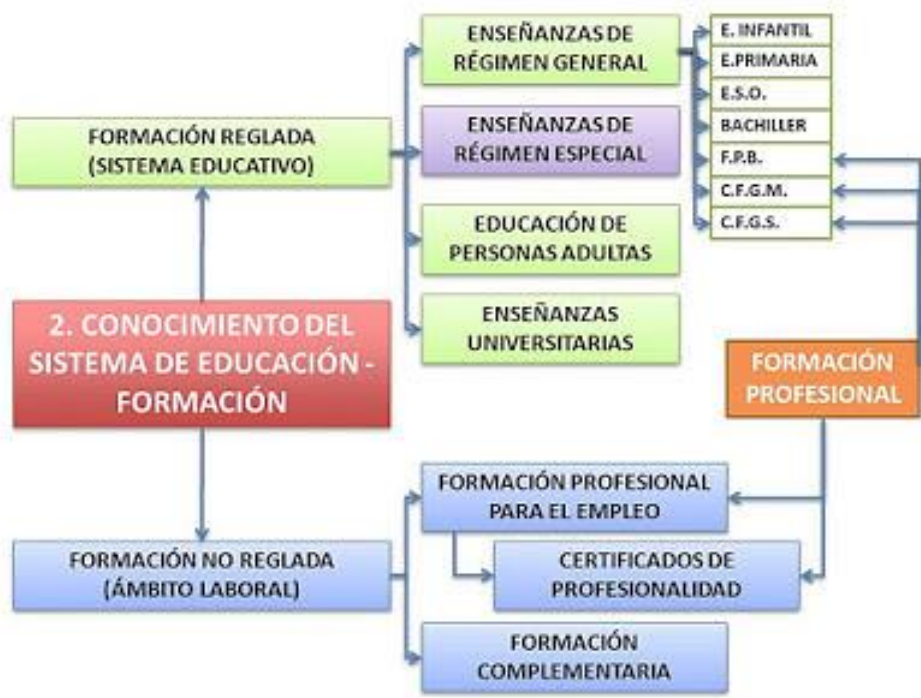 ENSEÑANZAS DE
RÉGIMEN GENERAL
E. INFANTIL
E.PRIMARIA
E.S.O.
BACHILLER
F.P.B.
C.F.G.M.
C.F.G.S.
FORMACIÓN REGLADA
(SISTEMA EDUCATIVO)
ENSEÑANZAS DE
RÉGIMEN ESPECIAL
EDUCACIÓN DE
PERSONAS ADULTAS
ENSEÑANZAS
UNIVERSITARIAS
2. CONOCIMIENTO DEL
SISTEMA DE EDUCACIÓN -
FORMACIÓN
FORMACIÓN
PROFESIONAL
FORMACIÓN PROFESIONAL
PARA EL EMPLEO
FORMACIÓN NO REGLADA
(ÁMBITO LABORAL)
CERTIFICADOS DE
PROFESIONALIDAD
FORMACIÓN
COMPLEMENTARIA